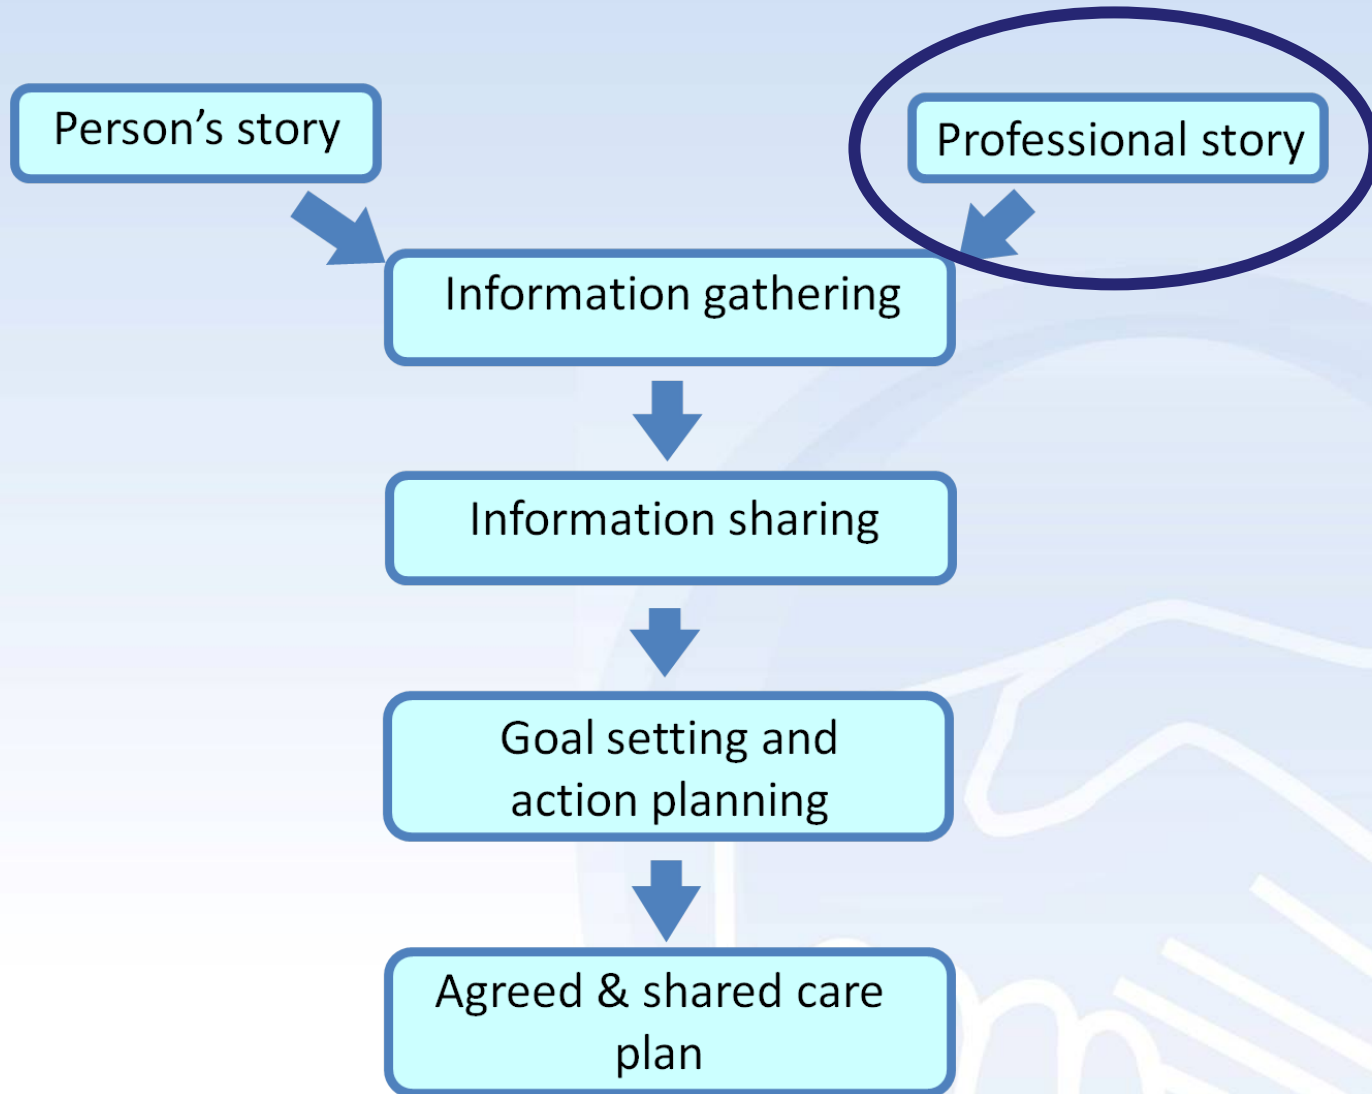 Person’s story
Professional story
Information gathering
Information sharing
Goal setting and
action planning
Agreed & shared care
plan